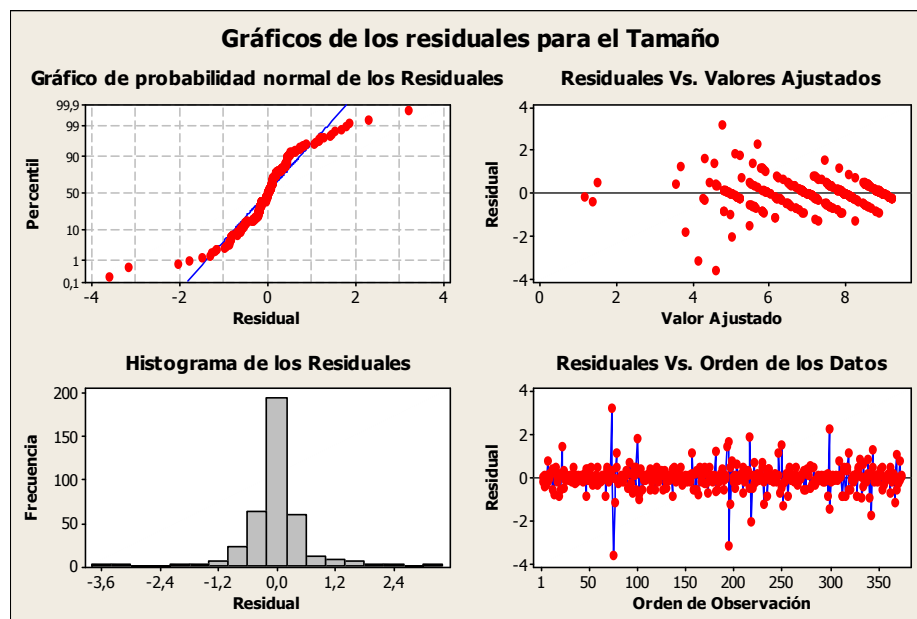 Gráficos de los residuales para el Tamaño
Gráfico de probabilidad normal de los Residuales
99,9
99
90
50
10
1
0,1
Percentil
-4 -2 0 2 4
Residual
Residuales Vs. Valores Ajustados
4
2
0
-2
-4
Residual
0 2 4 6 8
Valor Ajustado
Histograma de los Residuales
200
150
100
50
0
Frecuencia
-3,6 -2,4 -1,2 0,0 1,2 2,4
Residual
Residuales Vs. Orden de los Datos
4
2
0
-2
-4
Residual
1 50 100 150 200 250 300 350
Orden de Observación